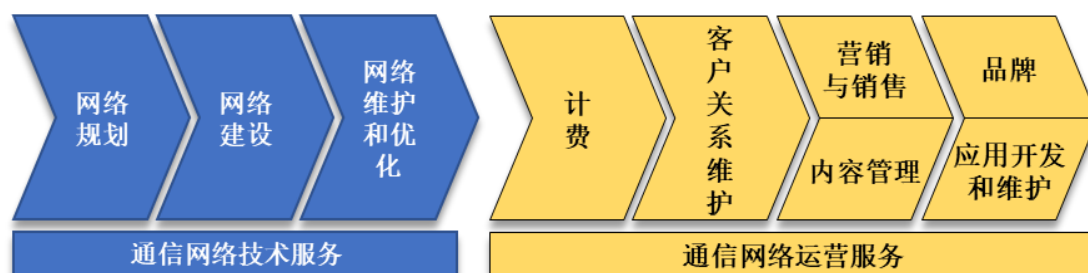 网络
规划
网络
建设
网络
维护
和优
化
计
费
客
户
关
系
维
护
营销
与销售
品牌
内容管理
应用开发
和维护
通信网络技术服务
通信网络运营服务